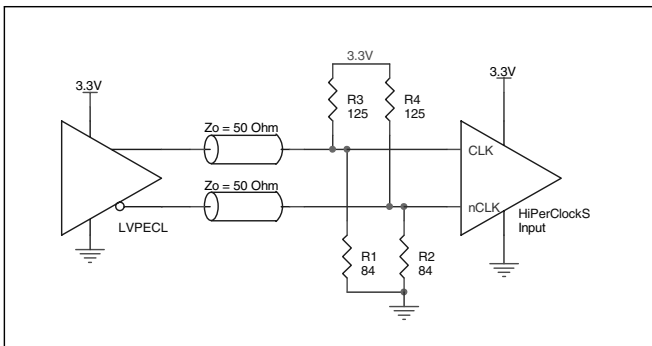 3.3V
3.3V
3.3V
R3
125
R4
125
Zo = 50 Ohm
CLK
Zo = 50 Ohm
nCLK
HiPerClockS
Input
LVPECL
R1
84
R2
84